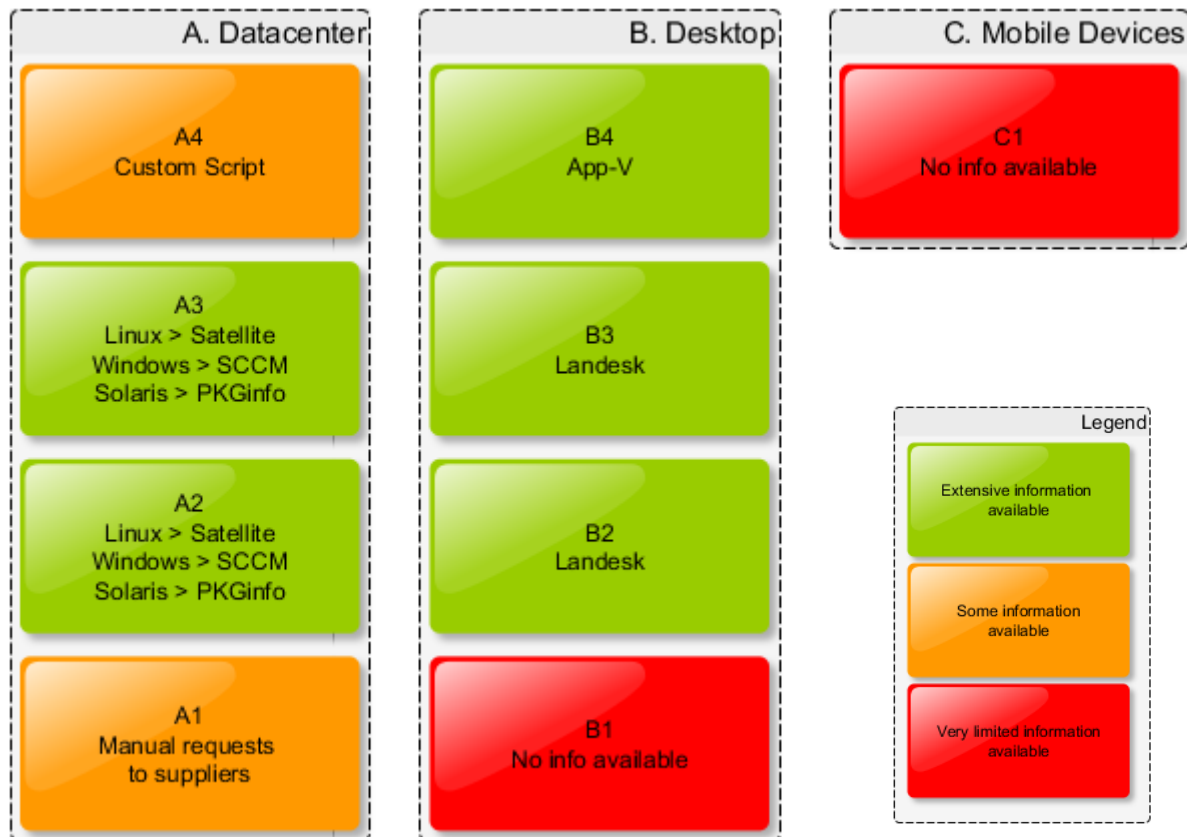 A. Datacenter
A4
Custom Script
A3
Linux > Satellite
Windows > SCCM
Solaris > PKGinfo
A2
Linux > Satellite
Windows > SCCM
Solaris > PKGinfo
A1
Manual requests
to suppliers
B. Desktop
B4
App-V
B3
Landesk
B2
Landesk
B1
No info available
C. Mobile Devices
C1
No info available
Legend
Extensive information
available
Some information
available
Very limited information
available